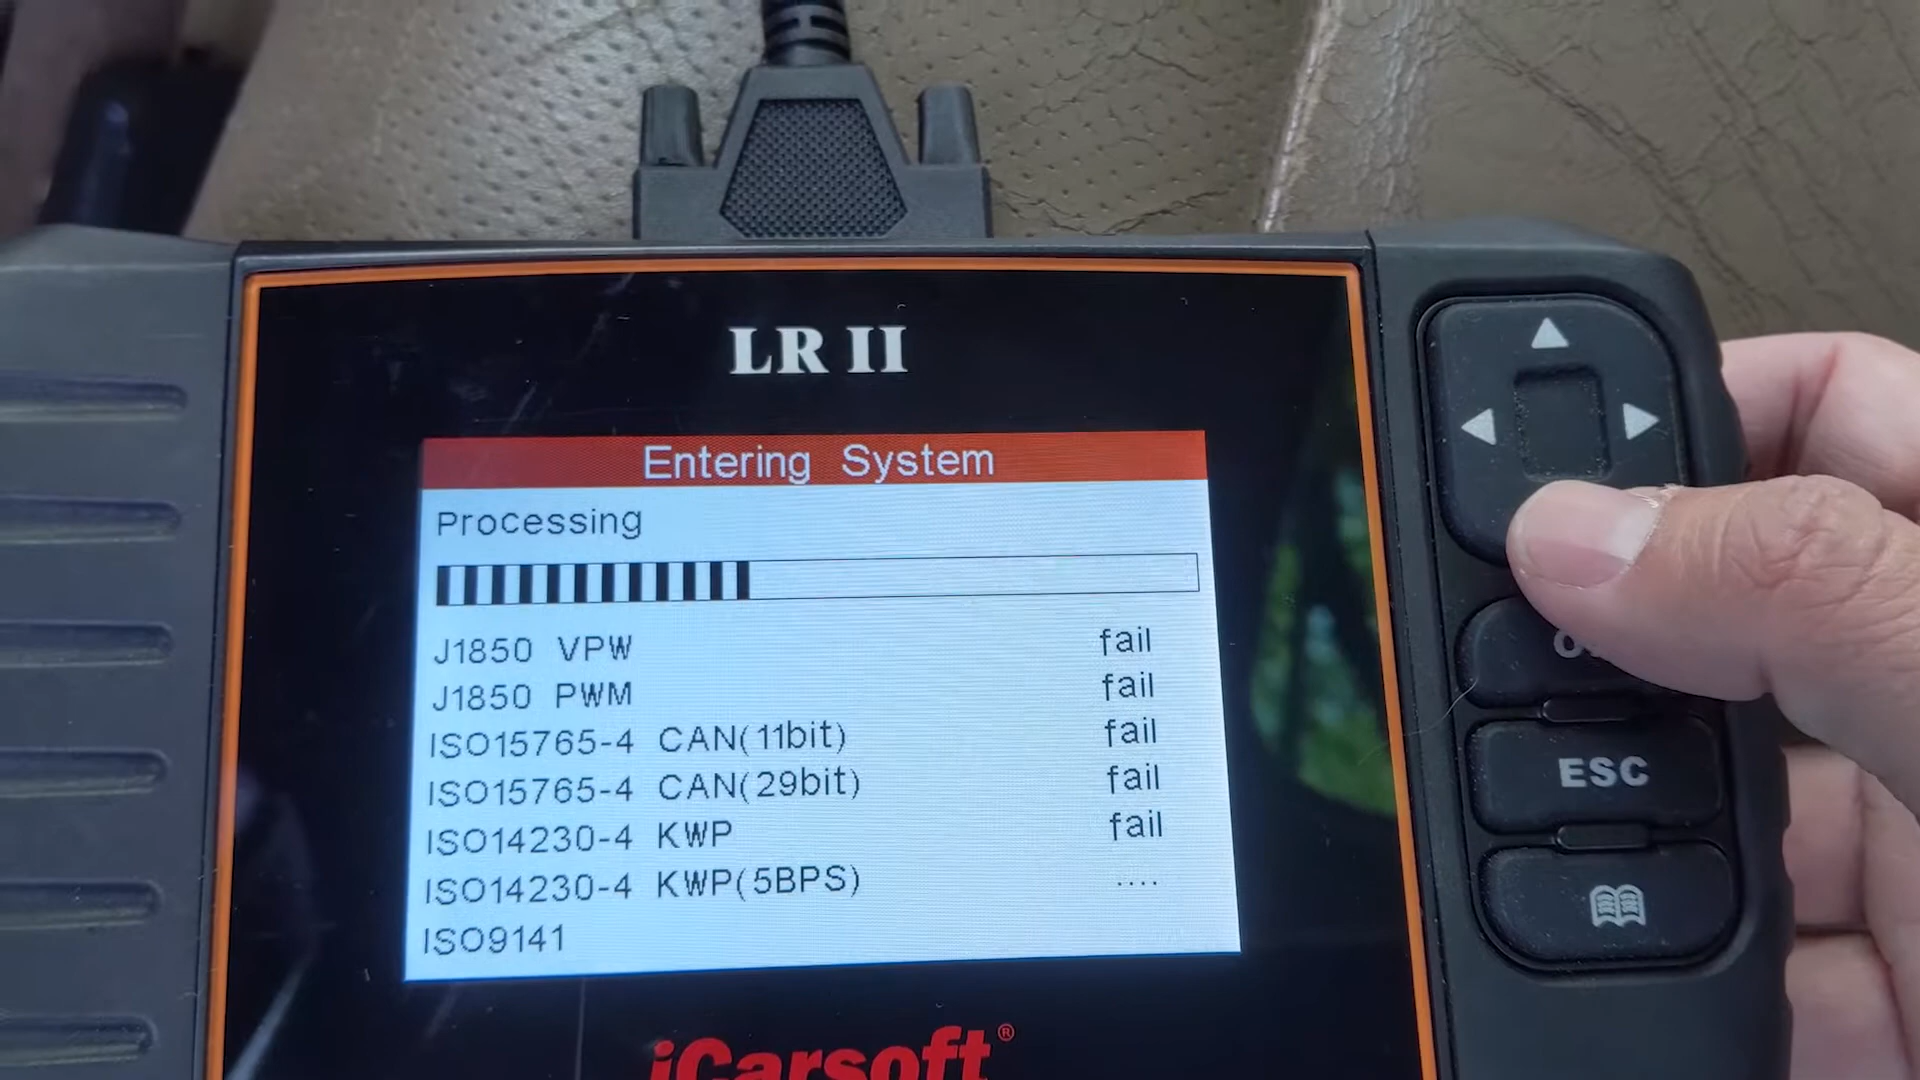 LR II
Entering System
Processing
J1850 VPW fail
J1850 PWM fail
ISO15765-4 CAN(11bit) fail
ISO15765-4 CAN(29bit) fail
ISO14230-4 KWP fail
ISO14230-4 KWP(5BPS) ....
ISO9141
ESC
iCarsoft®